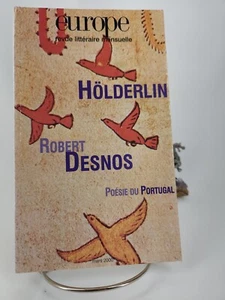 europe
revue littéraire mensuelle
HÖLDERLIN
ROBERT
DESNOS
POÉSIE DU PORTUGAL